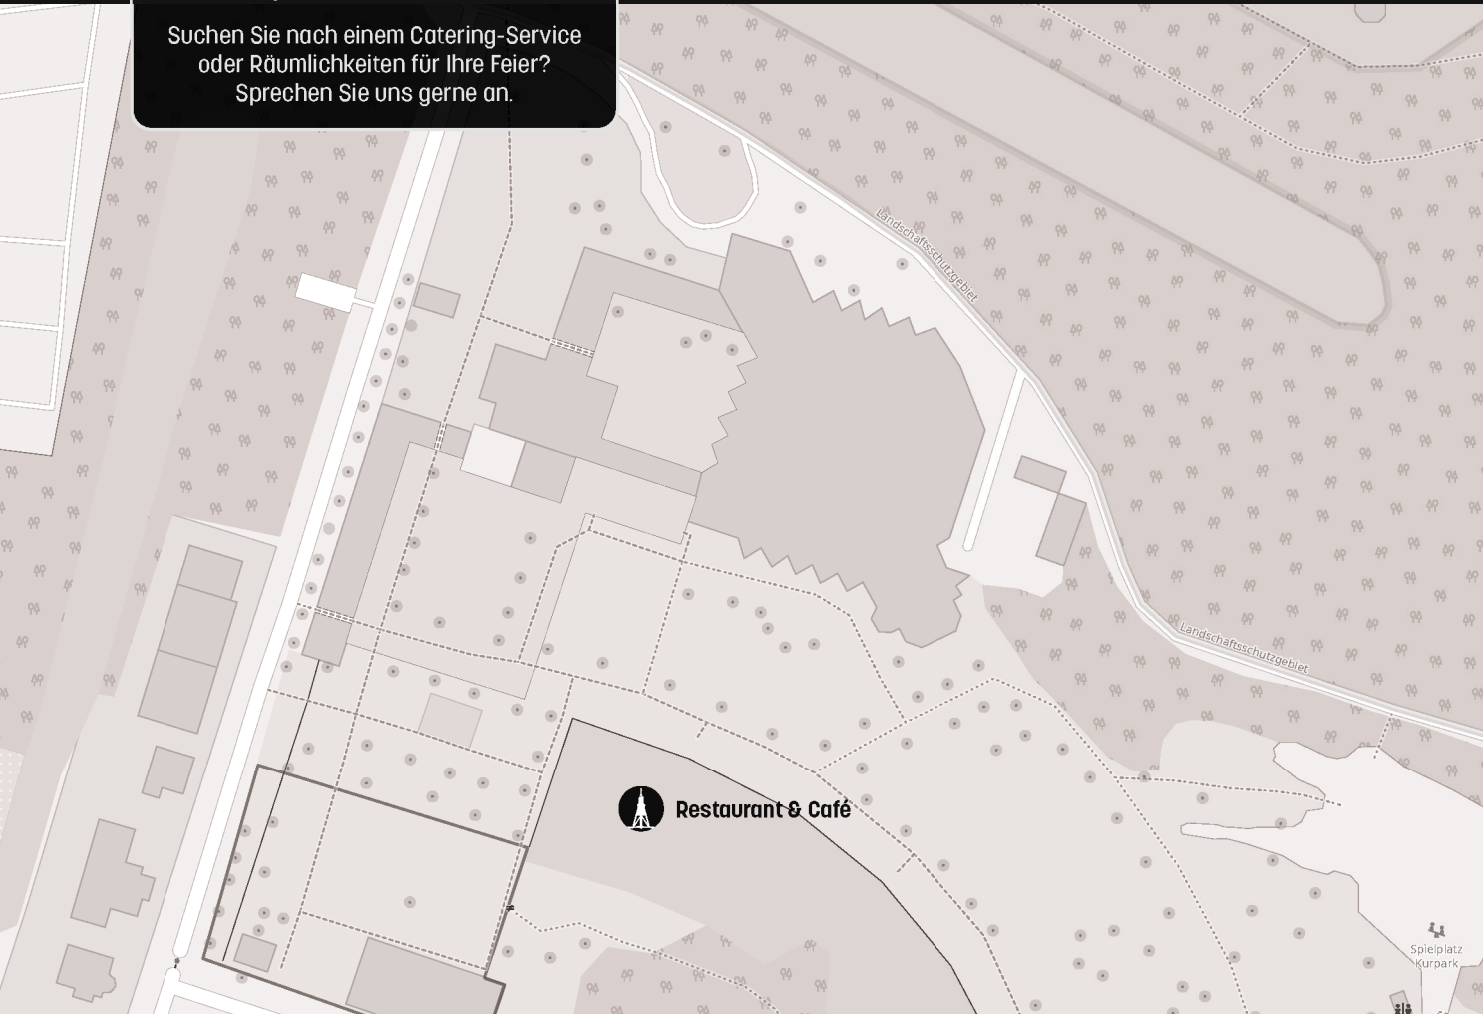 Suchen Sie nach einem Catering-Service
oder Räumlichkeiten für Ihre Feier?
Sprechen Sie uns gerne an.
Landschaftsschutzgebiet
Landschaftsschutzgebiet
Restaurant & Café
Spielplatz
Kurpark